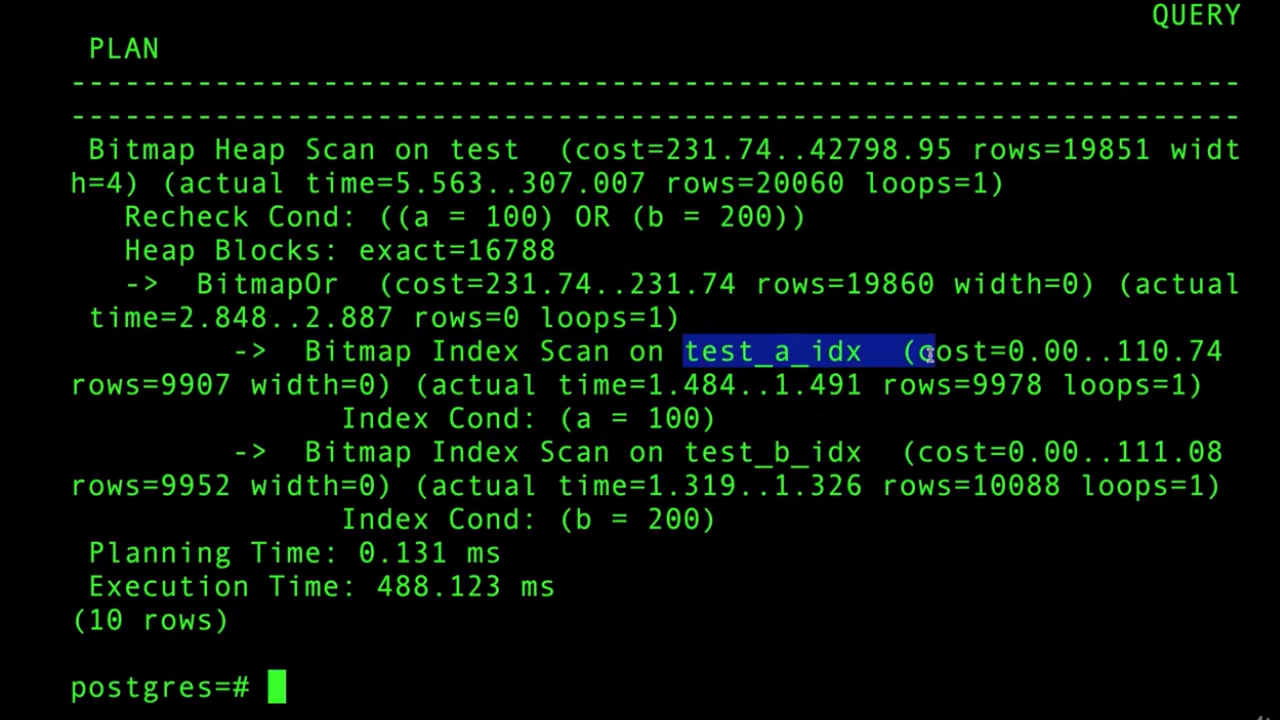 QUERY
PLAN
-----------------------------------------------------------------
-----------------------------------------------------------------
Bitmap Heap Scan on test  (cost=231.74..42798.95 rows=19851 widt
h=4) (actual time=5.563..307.007 rows=20060 loops=1)
Recheck Cond: ((a = 100) OR (b = 200))
Heap Blocks: exact=16788
->  BitmapOr  (cost=231.74..231.74 rows=19860 width=0) (actual
time=2.848..2.887 rows=0 loops=1)
->  Bitmap Index Scan on test_a_idx  (cost=0.00..110.74
rows=9907 width=0) (actual time=1.484..1.491 rows=9978 loops=1)
Index Cond: (a = 100)
->  Bitmap Index Scan on test_b_idx  (cost=0.00..111.08
rows=9952 width=0) (actual time=1.319..1.326 rows=10088 loops=1)
Index Cond: (b = 200)
Planning Time: 0.131 ms
Execution Time: 488.123 ms
(10 rows)
postgres=#